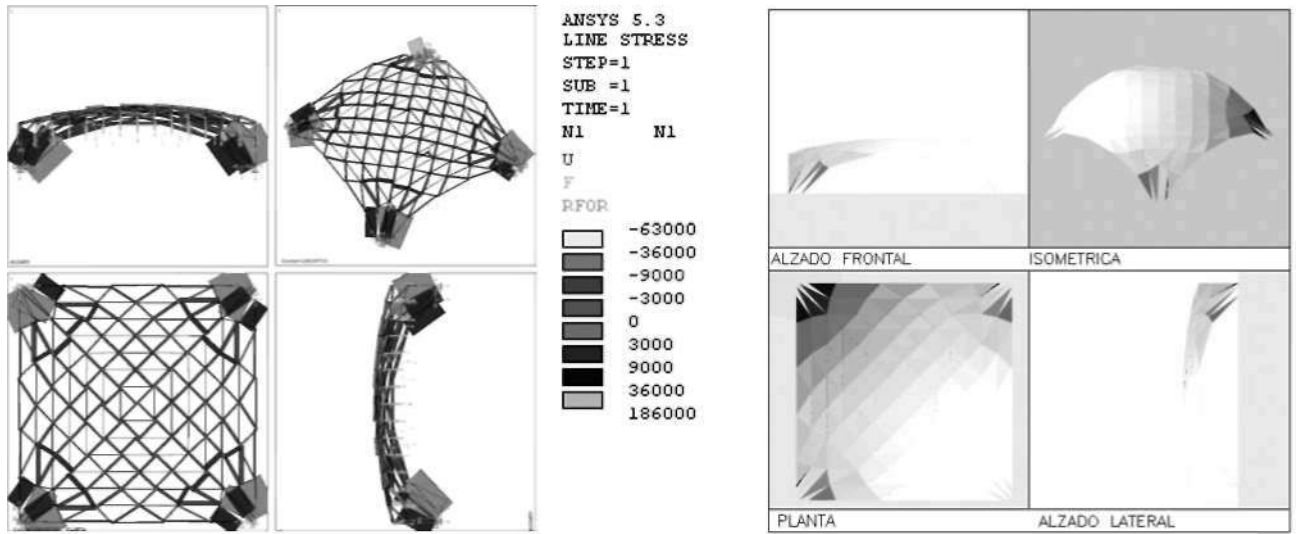 ANSYS 5.3
LINE STRESS
STEP=1
SUB =1
TIME=1
N1 N1
U
F
RFOR
-63000
-36000
-9000
-3000
0
3000
9000
36000
186000
ALZADO FRONTAL
ISOMETRICA
PLANTA
ALZADO LATERAL